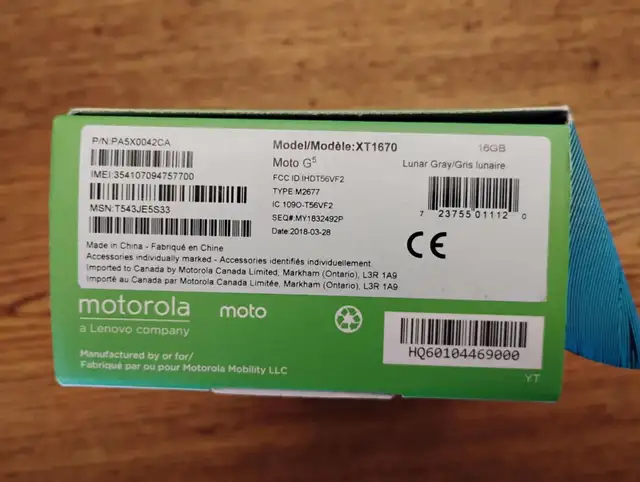 P/N:PA5X0042CA
IMEI:354107094757700
MSN:T543JE5S33
Model/Modèle:XT1670
Moto G⁵
FCC ID:IHDT56VF2
TYPE:M2677
IC:109O-T56VF2
SEQ#:MY1832492P
Date:2018-03-28
16GB
Lunar Gray/Gris lunaire
7 23755 01112 0
CE
Made in China - Fabriqué en Chine
Accessories individually marked - Accessories identifiés individuellement
Imported to Canada by Motorola Canada Limited, Markham (Ontario), L3R 1A9
Importé au Canada par Motorola Canada Limitée, Markham (Ontario), L3R 1A9
motorola
a Lenovo company
moto
Manufactured by or for/
Fabriqué par ou pour Motorola Mobility LLC
HQ60104469000
YT